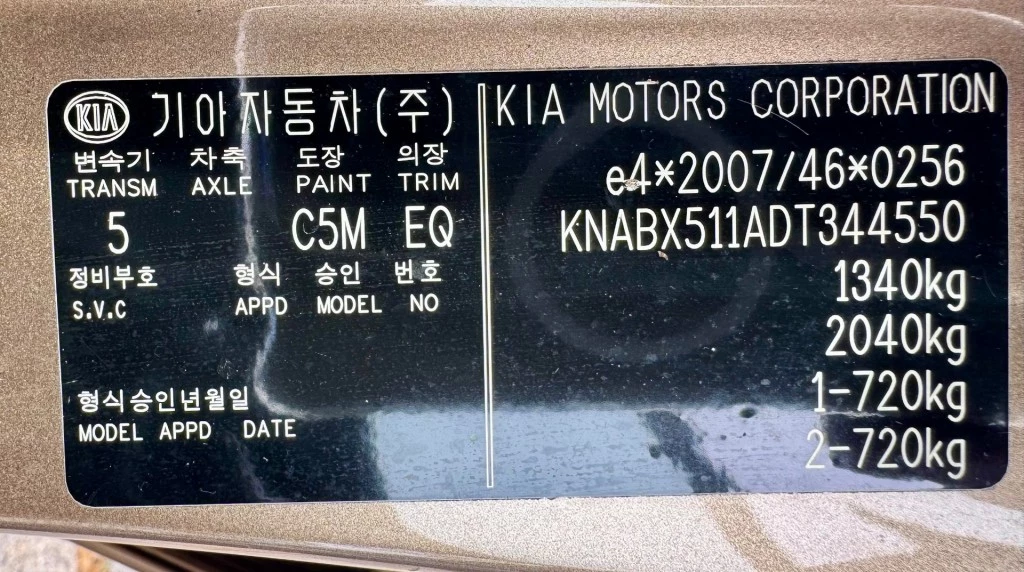 KIA 기아자동차(주)
변속기 차축 도장 의장
TRANSM AXLE PAINT TRIM
5 C5M EQ
정비부호 형식 승인 번호
S.V.C APPD MODEL NO
형식승인년월일
MODEL APPD DATE
KIA MOTORS CORPORATION
e4*2007/46*0256
KNABX511ADT344550
1340kg
2040kg
1-720kg
2-720kg